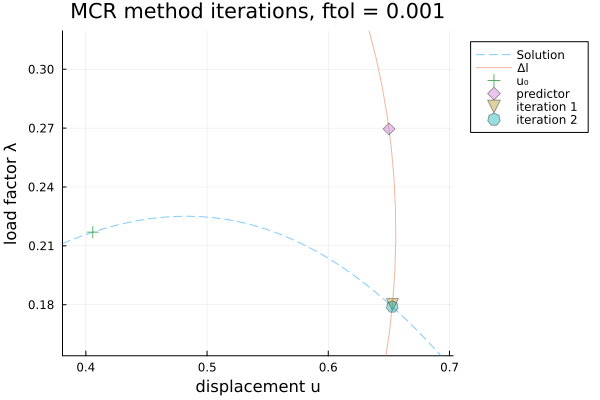 MCR method iterations, ftol = 0.001
load factor λ
0.30
0.27
0.24
0.21
0.18
0.4
0.5
0.6
0.7
displacement u
Solution
Δl
u₀
predictor
iteration 1
iteration 2